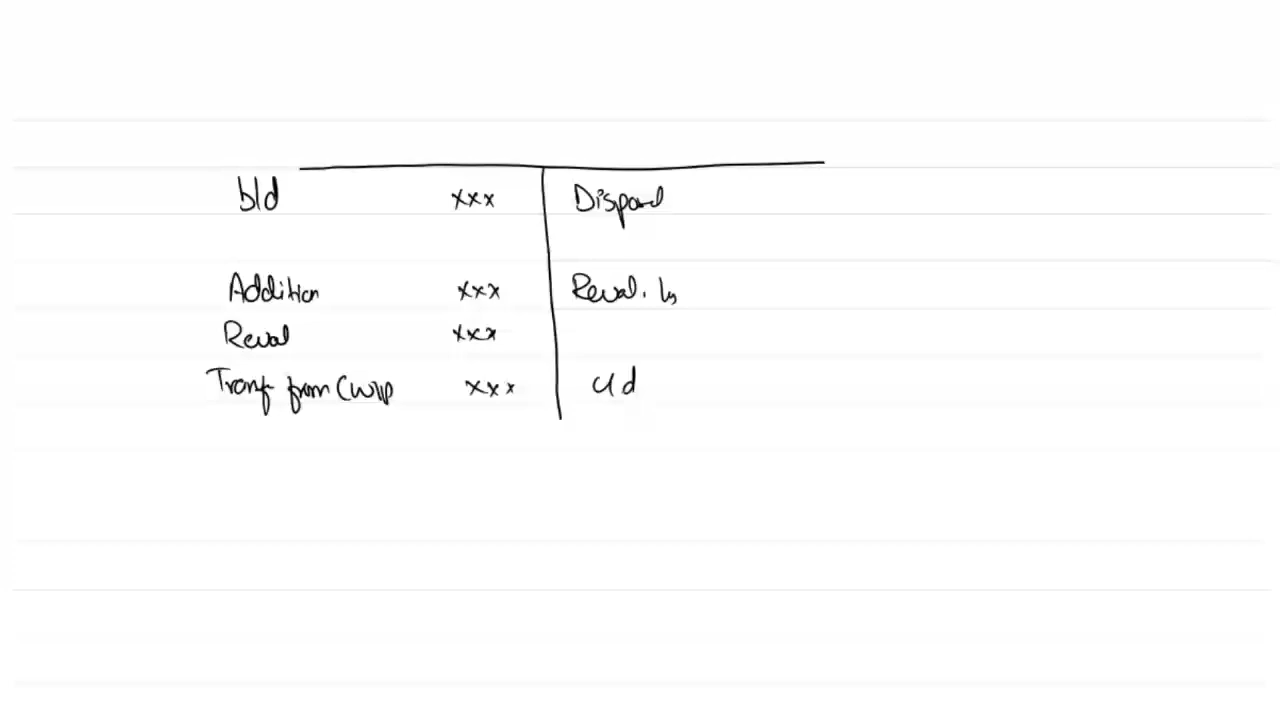 b/d xxx Disposal
Addition xxx Reval. ls
Reval xxx
Transf from CWIP xxx c/d